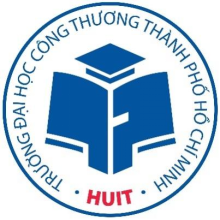 TRƯỜNG ĐẠI HỌC CÔNG THƯƠNG THÀNH PHỐ HỒ CHÍ MINH
HUIT